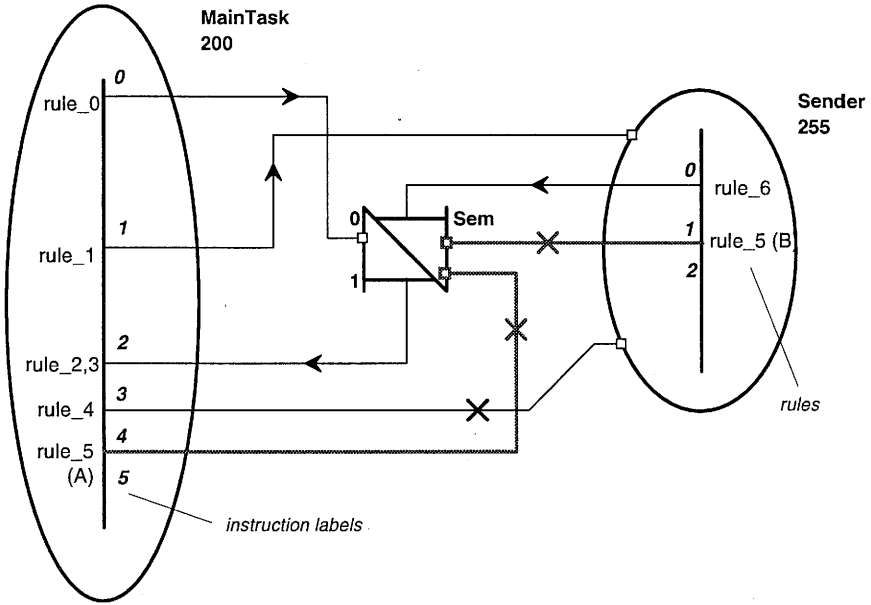 MainTask
200
0
rule_0
Sender
255
0
rule_6
0
Sem
1
rule_1
1
rule_5 (B
2
1
2
rule_2,3
3
rule_4
rules
4
rule_5
(A)
5
instruction labels